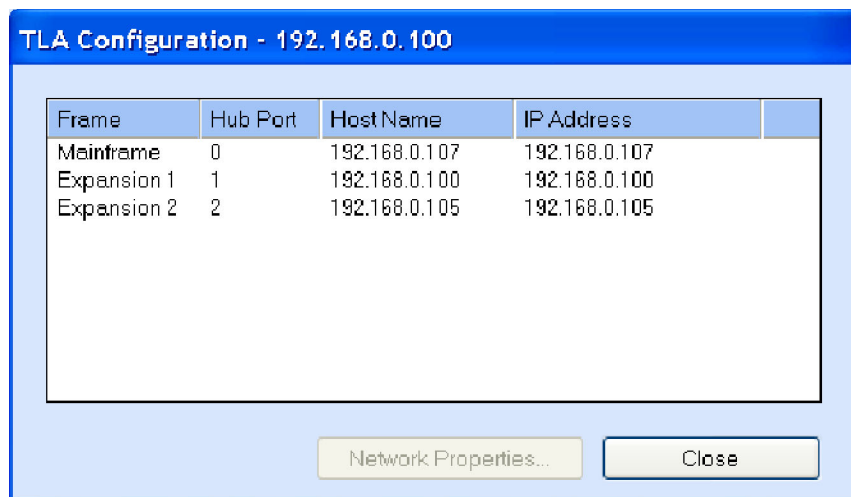 TLA Configuration - 192.168.0.100
Frame Hub Port Host Name IP Address
Mainframe 0 192.168.0.107 192.168.0.107
Expansion 1 1 192.168.0.100 192.168.0.100
Expansion 2 2 192.168.0.105 192.168.0.105
Network Properties... Close